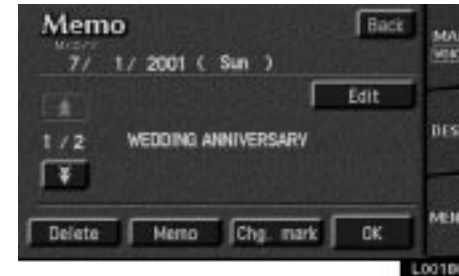 Memo Back
7/ 1/ 2001 ( Sun )
Edit
1 / 2 WEDDING ANNIVERSARY
Delete Memo Chg. mark OK